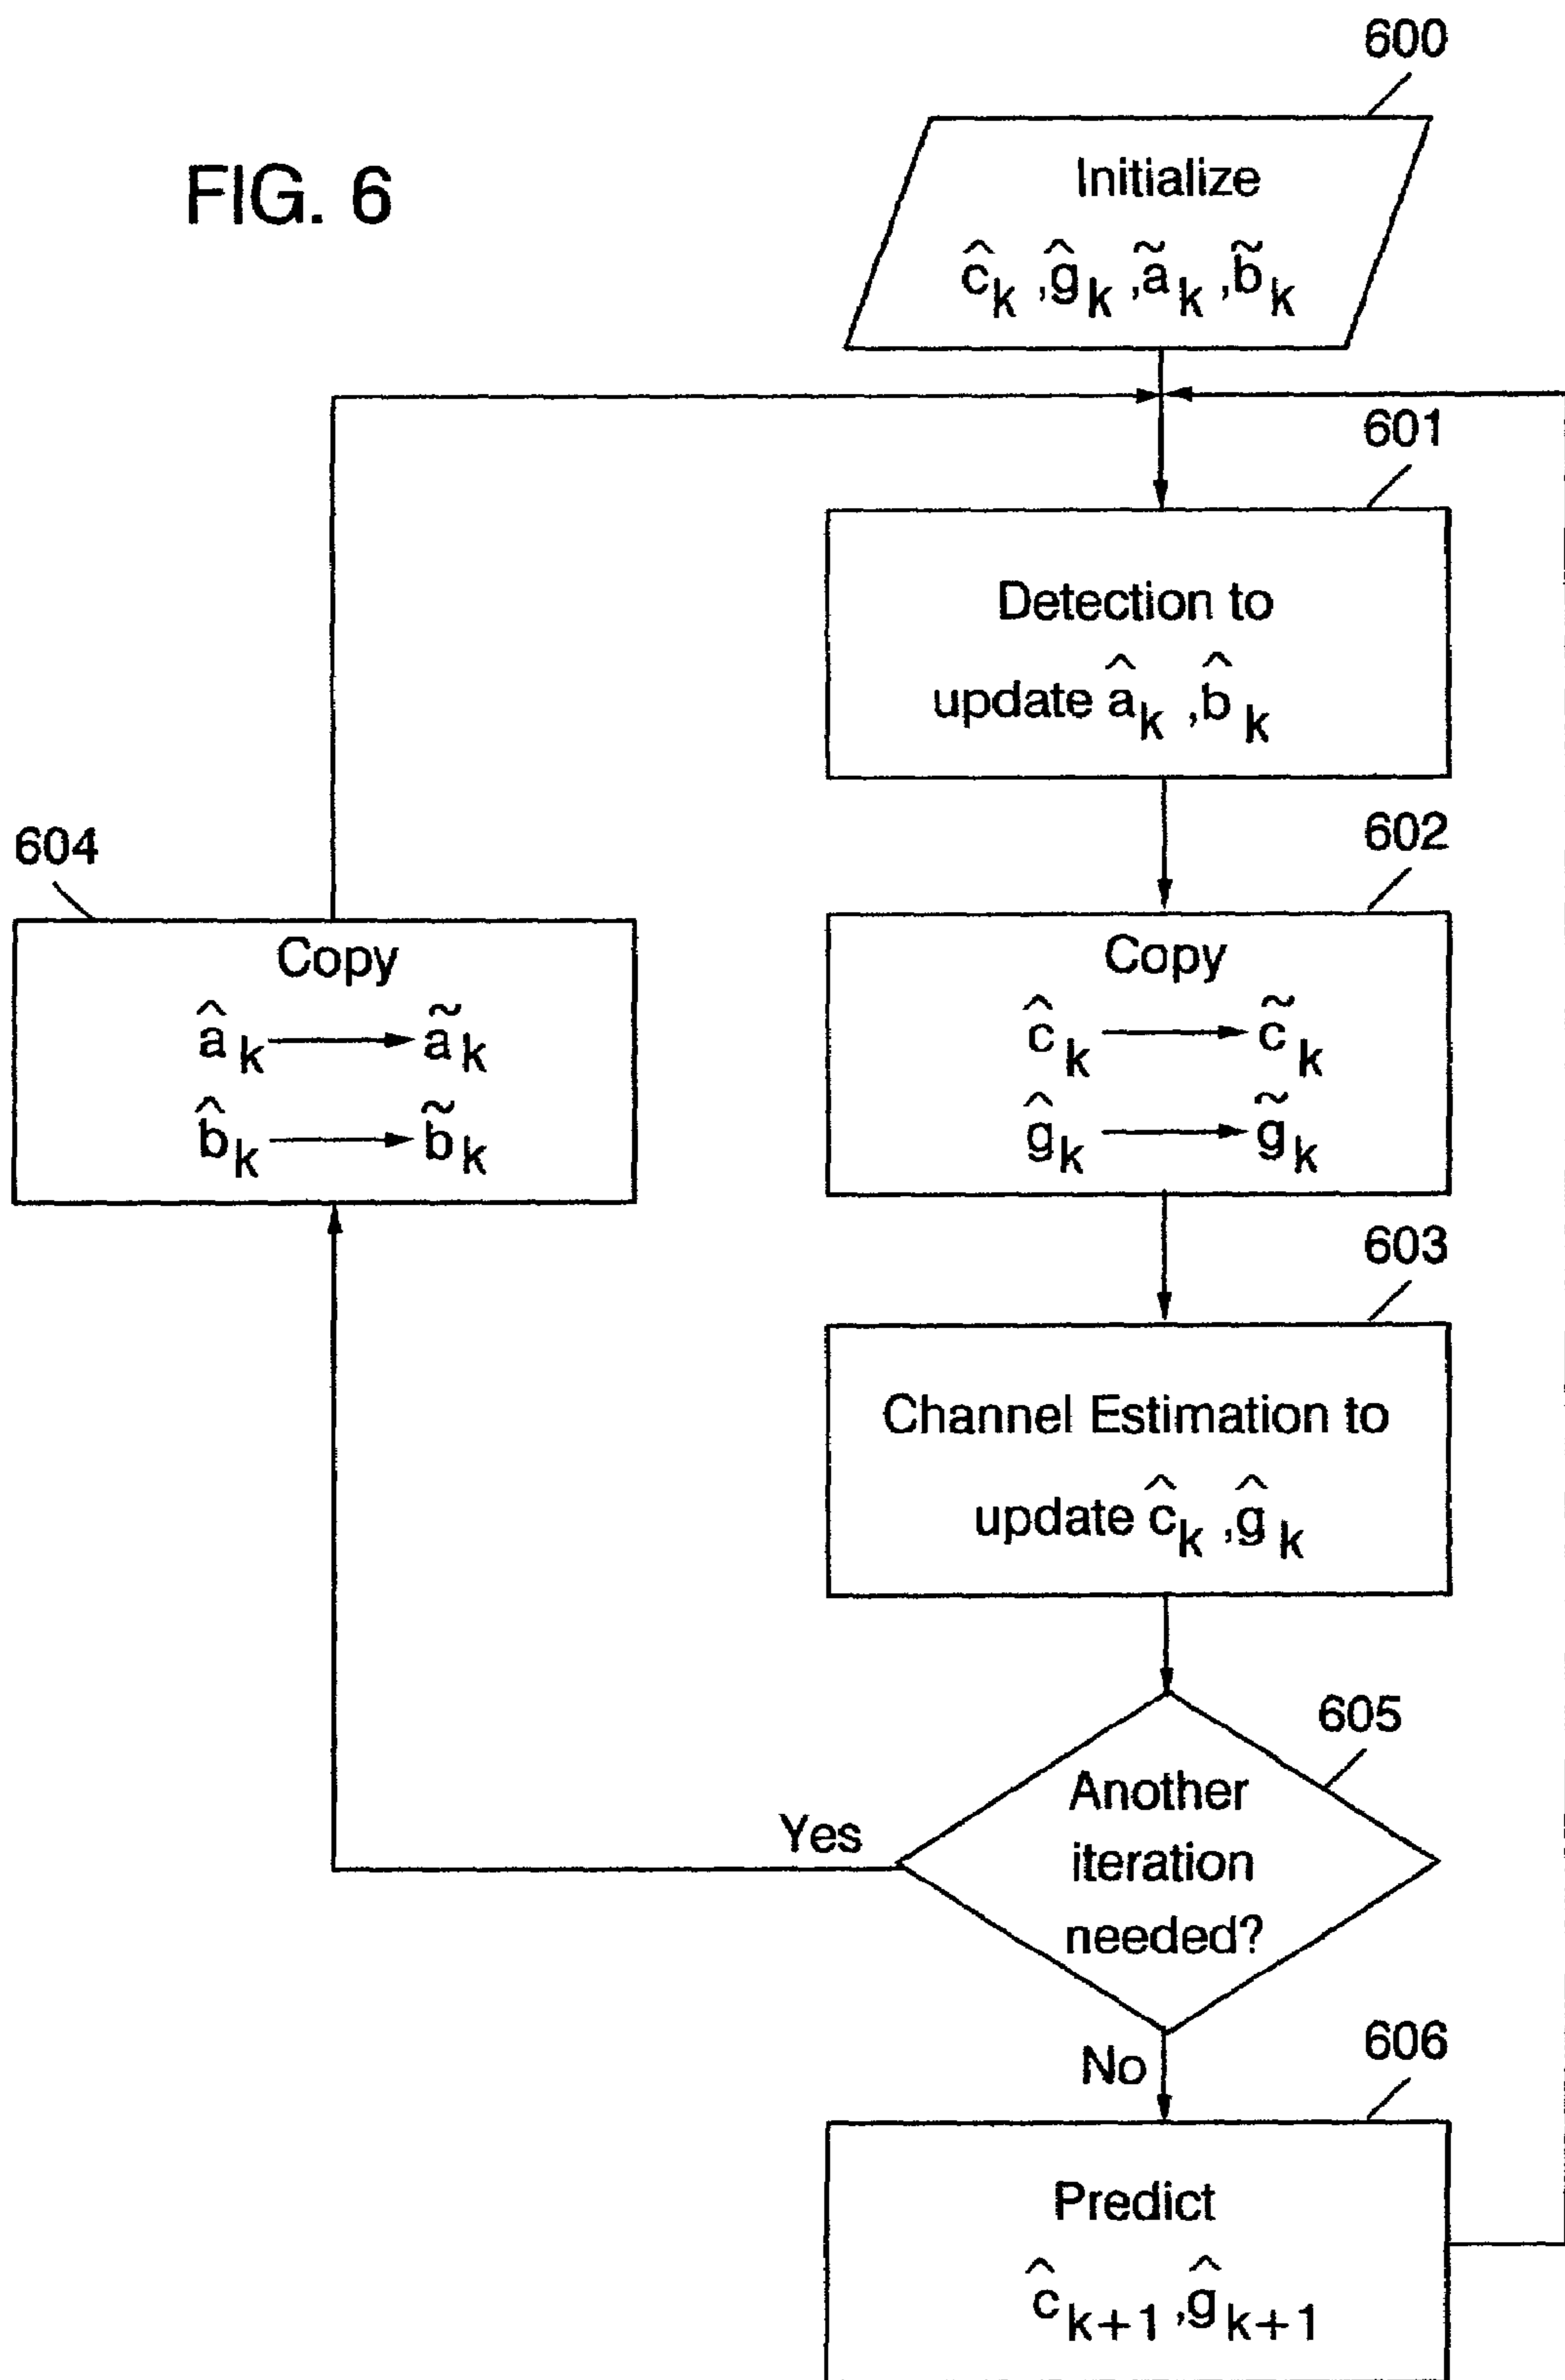 FIG. 6
600
Initialize
ĉk ,ĝk ,ãk ,b̃k
601
Detection to
update âk ,b̂k
602
Copy
ĉk → c̃k
ĝk → g̃k
604
Copy
âk → ãk
b̂k → b̃k
603
Channel Estimation to
update ĉk ,ĝk
605
Another
iteration
needed?
Yes
No
606
Predict
ĉk+1 ,ĝk+1